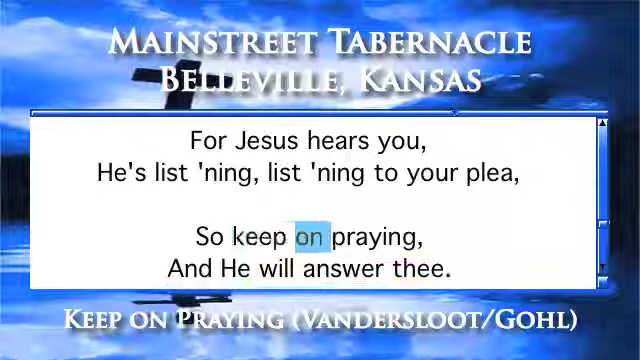 Mainstreet Tabernacle
Belleville, Kansas
For Jesus hears you,
He's list 'ning, list 'ning to your plea,
So keep on praying,
And He will answer thee.
Keep on Praying (Vandersloot/Gohl)